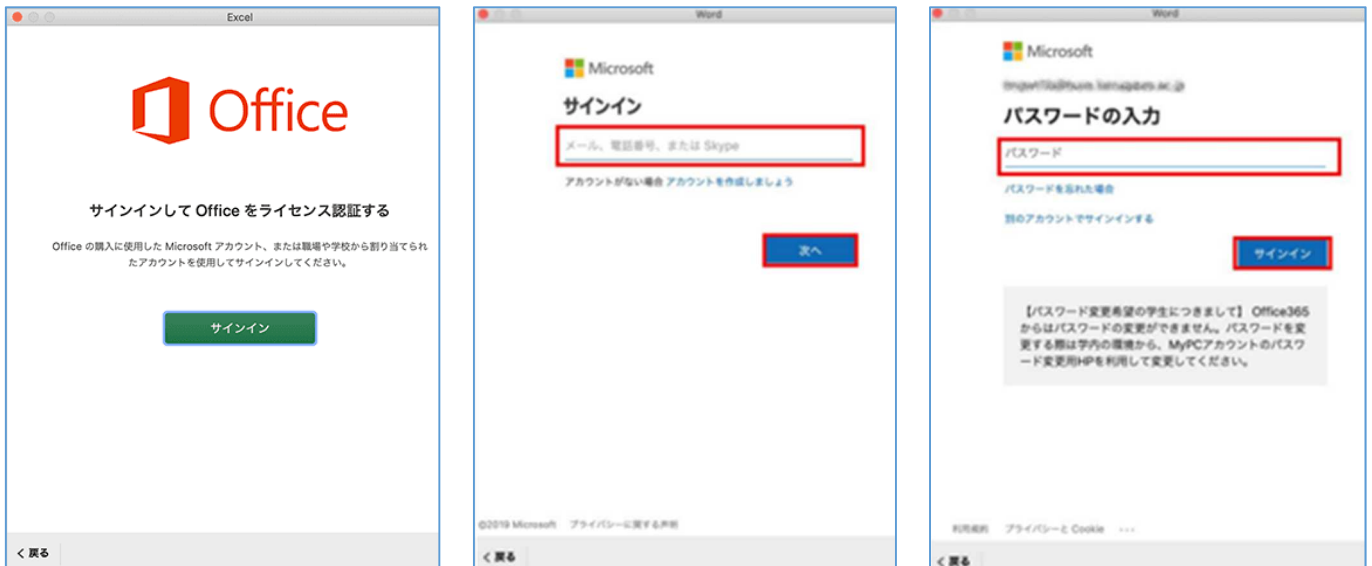 Excel
Office
サインインして Office をライセンス認証する
Office の購入に使用した Microsoft アカウント、または職場や学校から割り当てられ
たアカウントを使用してサインインしてください。
サインイン
戻る
Word
Microsoft
サインイン
メール、電話番号、または Skype
アカウントがない場合 アカウントを作成しましょう
次へ
©2019 Microsoft プライバシーに関する声明
戻る
Word
Microsoft
パスワードの入力
パスワード
パスワードを忘れた場合
別のアカウントでサインインする
サインイン
【パスワード変更希望の学生につきまして】 Office365
からはパスワードの変更ができません。パスワードを変
更する際は学内の環境から、MyPCアカウントのパスワ
ード変更用HPを利用して変更してください。
利用規約 プライバシーと Cookie ···
戻る